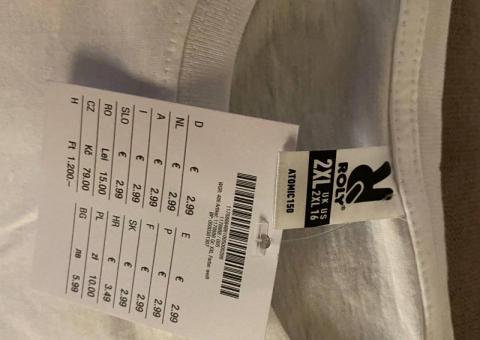 ROLY
2XL
UK US
2XL 16
ATOMIC150
D € 2.99
NL € 2.99
A € 2.99
I € 2.99
SLO € 2.99
RO Lei 15.00
CZ Kč 79.00
H Ft 1.200.-
E € 2.99
P € 2.99
F € 2.99
SK € 2.99
HR € 2.99
PL zł 10.00
BG лв 5.99
3.49